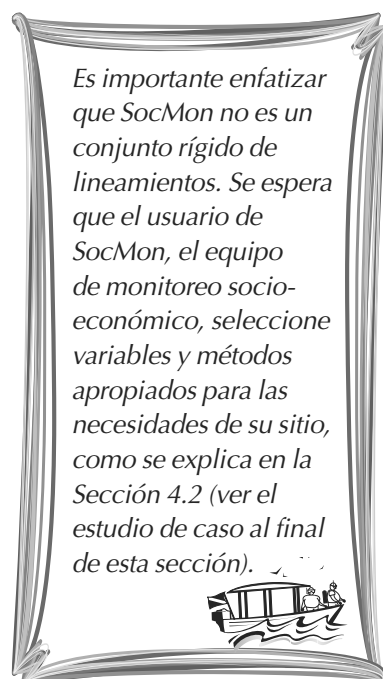 Es importante enfatizar
que SocMon no es un
conjunto rígido de
lineamientos. Se espera
que el usuario de
SocMon, el equipo
de monitoreo socio-
económico, seleccione
variables y métodos
apropiados para las
necesidades de su sitio,
como se explica en la
Sección 4.2 (ver el
estudio de caso al final
de esta sección).